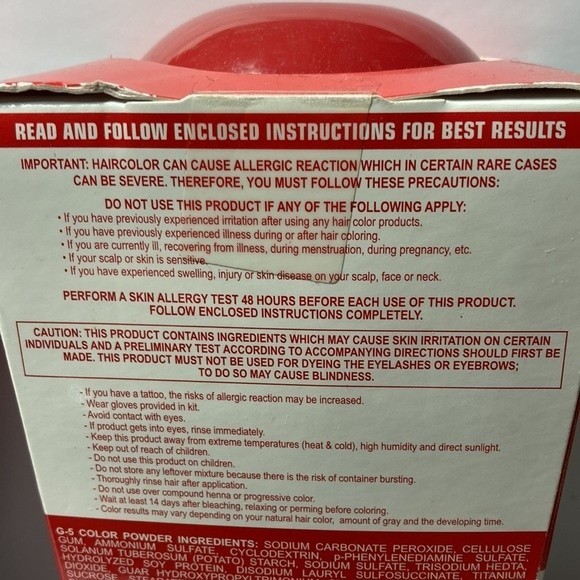 READ AND FOLLOW ENCLOSED INSTRUCTIONS FOR BEST RESULTS
IMPORTANT: HAIRCOLOR CAN CAUSE ALLERGIC REACTION WHICH IN CERTAIN RARE CASES
CAN BE SEVERE. THEREFORE, YOU MUST FOLLOW THESE PRECAUTIONS:
DO NOT USE THIS PRODUCT IF ANY OF THE FOLLOWING APPLY:
• If you have previously experienced irritation after using any hair color products.
• If you have previously experienced illness during or after hair coloring.
• If you are currently ill, recovering from illness, during menstruation, during pregnancy, etc.
• If your scalp or skin is sensitive.
• If you have experienced swelling, injury or skin disease on your scalp, face or neck.
PERFORM A SKIN ALLERGY TEST 48 HOURS BEFORE EACH USE OF THIS PRODUCT.
FOLLOW ENCLOSED INSTRUCTIONS COMPLETELY.
CAUTION: THIS PRODUCT CONTAINS INGREDIENTS WHICH MAY CAUSE SKIN IRRITATION ON CERTAIN
INDIVIDUALS AND A PRELIMINARY TEST ACCORDING TO ACCOMPANYING DIRECTIONS SHOULD FIRST BE
MADE. THIS PRODUCT MUST NOT BE USED FOR DYEING THE EYELASHES OR EYEBROWS;
TO DO SO MAY CAUSE BLINDNESS.
- If you have a tattoo, the risks of allergic reaction may be increased.
- Wear gloves provided in kit.
- Avoid contact with eyes.
- If product gets into eyes, rinse immediately.
- Keep this product away from extreme temperatures (heat & cold), high humidity and direct sunlight.
- Keep out of reach of children.
- Do not use this product on children.
- Do not store any leftover mixture because there is risk of container bursting.
- Thoroughly rinse hair after application.
- Do not use over compound henna or progressive color.
- Wait at least 14 days after bleaching, relaxing or perming before coloring.
- Color results may vary depending on your natural hair color, amount of gray and the developing time.
G-5 COLOR POWDER INGREDIENTS: SODIUM CARBONATE PEROXIDE, CELLULOSE
GUM, AMMONIUM SULFATE, CYCLODEXTRIN, p-PHENYLENEDIAMINE SULFATE,
SOLANUM TUBEROSUM (POTATO) STARCH, SODIUM SULFATE, TRISODIUM HEDTA,
HYDROLYZED SOY PROTEIN, DISODIUM LAURYL SULFOSUCCINATE,
DIOXIDE, GUAR HYDROXYPROPYLTRIMONIUM
SUCROSE